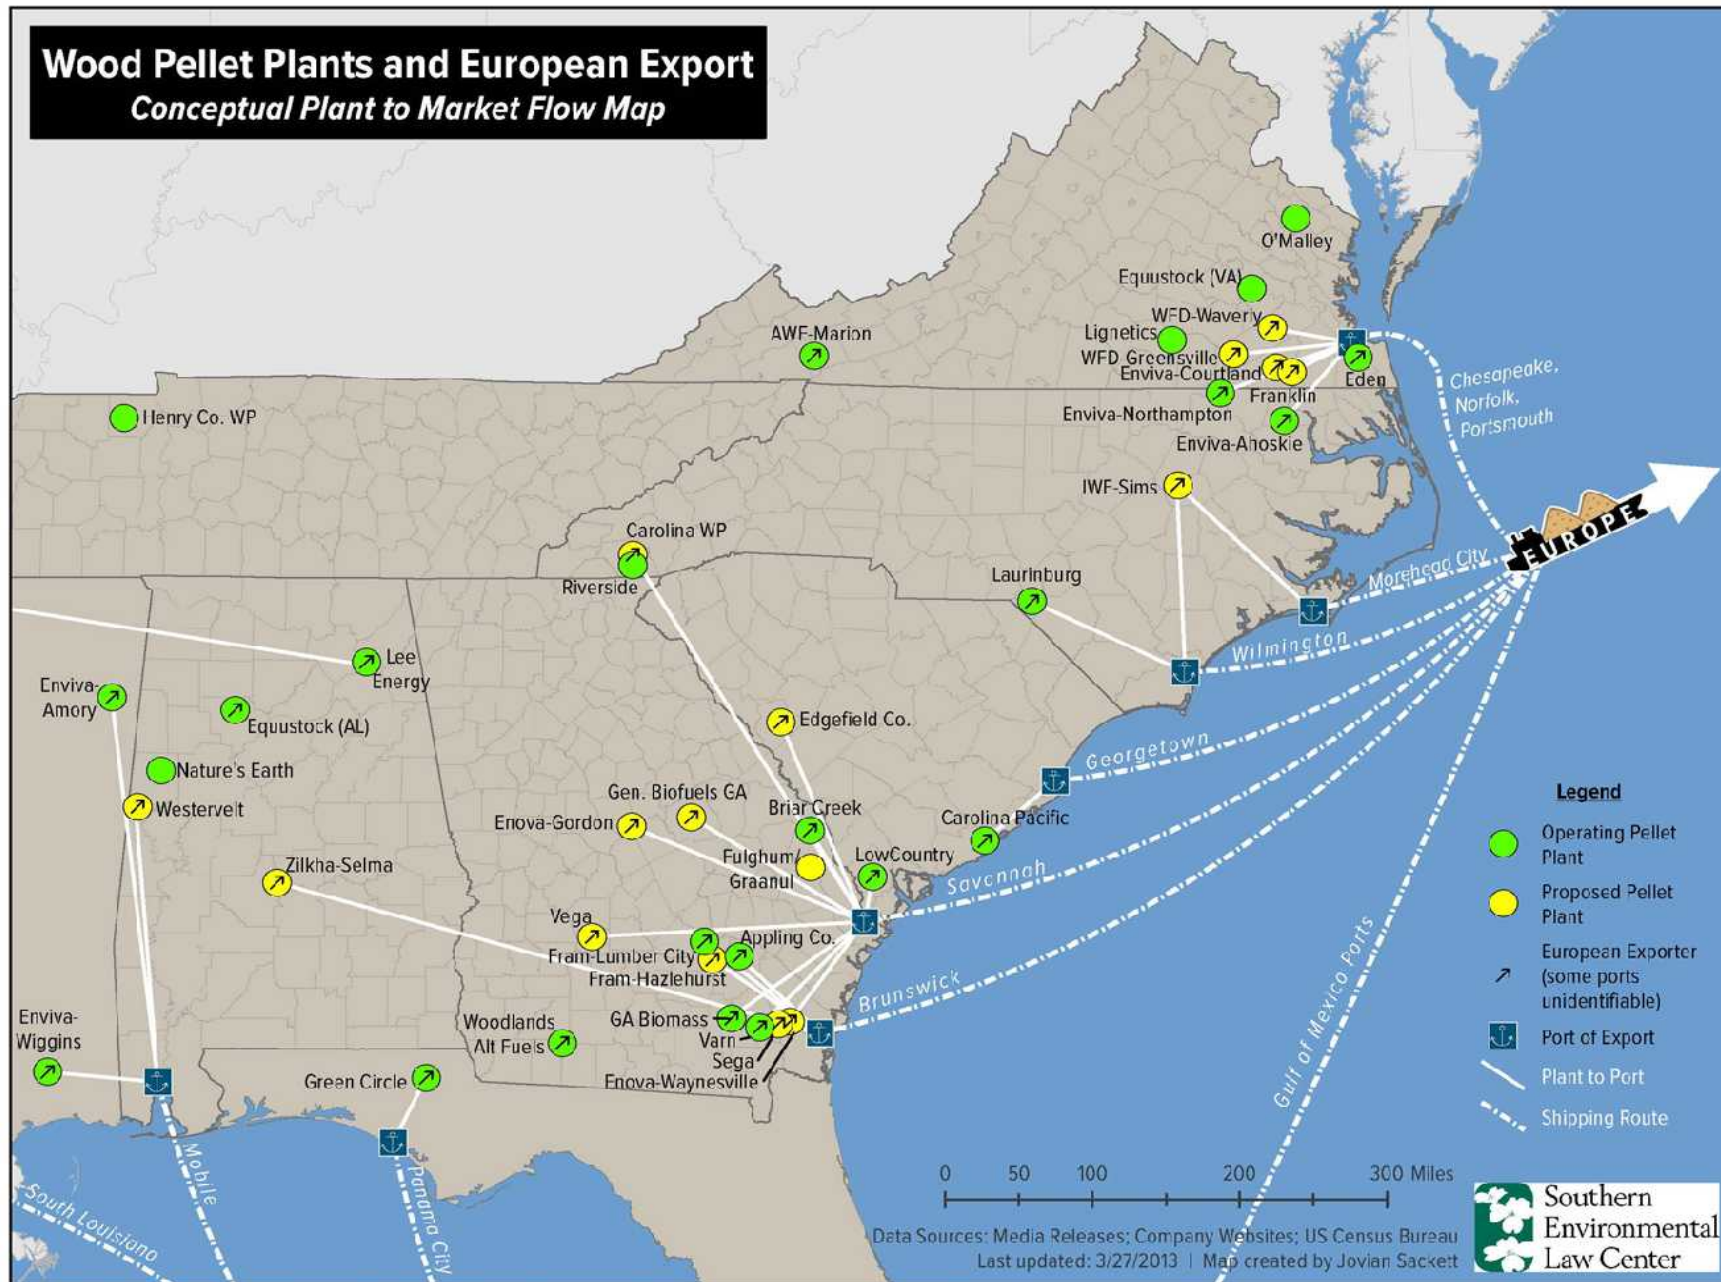 Wood Pellet Plants and European Export
Conceptual Plant to Market Flow Map
O'Malley
Equustock (VA)
WFD-Wavery
Lignetics
AWF-Marion
WFD Greensville
Enviva-Courtland
Eden
Franklin
Chesapeake,
Norfolk,
Portsmouth
Henry Co. WP
Enviva-Northampton
Enviva-Ahoskie
IWF-Sims
EUROPE
Carolina WP
Riverside
Laurinburg
Morehead City
Wilmington
Lee
Energy
Enviva-
Amory
Equustock (AL)
Edgefield Co.
Georgetown
Nature's Earth
Westervelt
Gen. Biofuels GA
Enova-Gordon
Briar Creek
Carolina Pacific
Fulghum/
Graanul
LowCountry
Savannah
Zilkha-Selma
Vega
Appling Co.
Fram-Lumber City
Fram-Hazlehurst
Brunswick
Gulf of Mexico Ports
Enviva-
Wiggins
Woodlands
Alt Fuels
GA Biomass
Varn
Sega
Enova-Waynesville
Green Circle
Mobile
Panama City
South Louisiana
Legend
Operating Pellet
Plant
Proposed Pellet
Plant
European Exporter
(some ports
unidentifiable)
Port of Export
Plant to Port
Shipping Route
0 50 100 200 300 Miles
Data Sources: Media Releases; Company Websites; US Census Bureau
Last updated: 3/27/2013 | Map created by Jovian Sackett
Southern
Environmental
Law Center